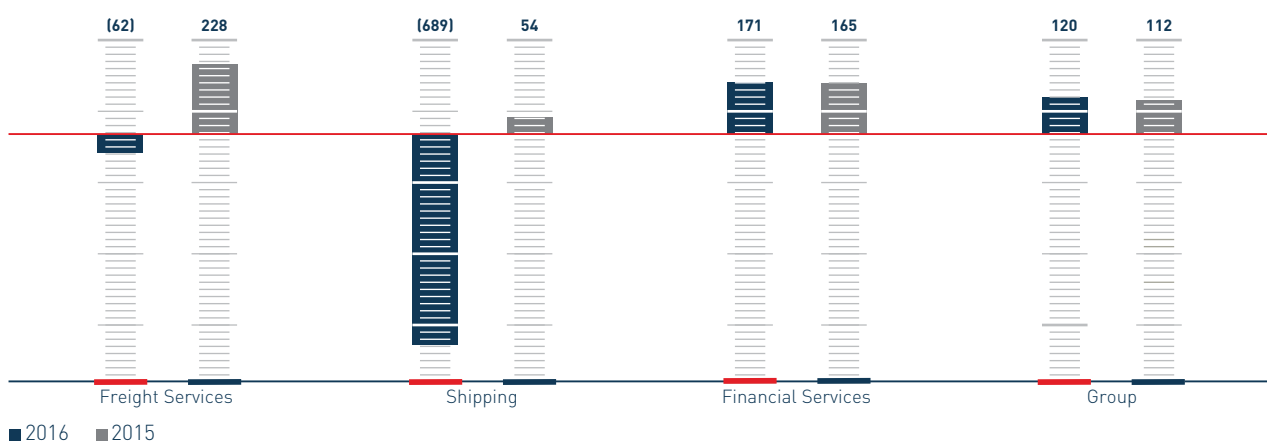 (62) 228 (689) 54 171 165 120 112
Freight Services Shipping Financial Services Group
2016 2015